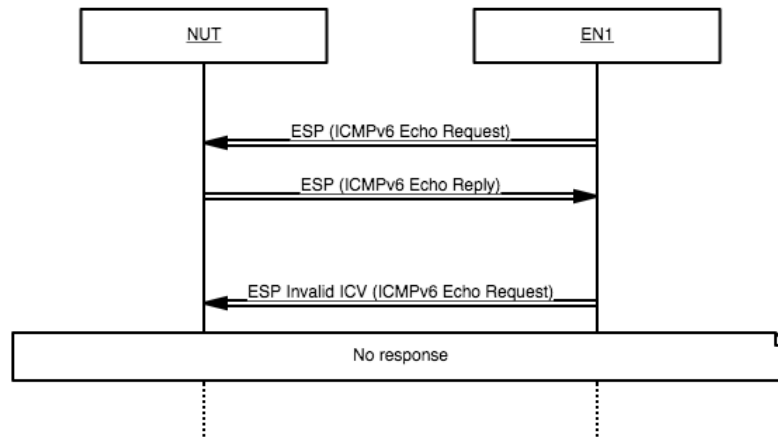 NUT
EN1
ESP (ICMPv6 Echo Request)
ESP (ICMPv6 Echo Reply)
ESP Invalid ICV (ICMPv6 Echo Request)
No response